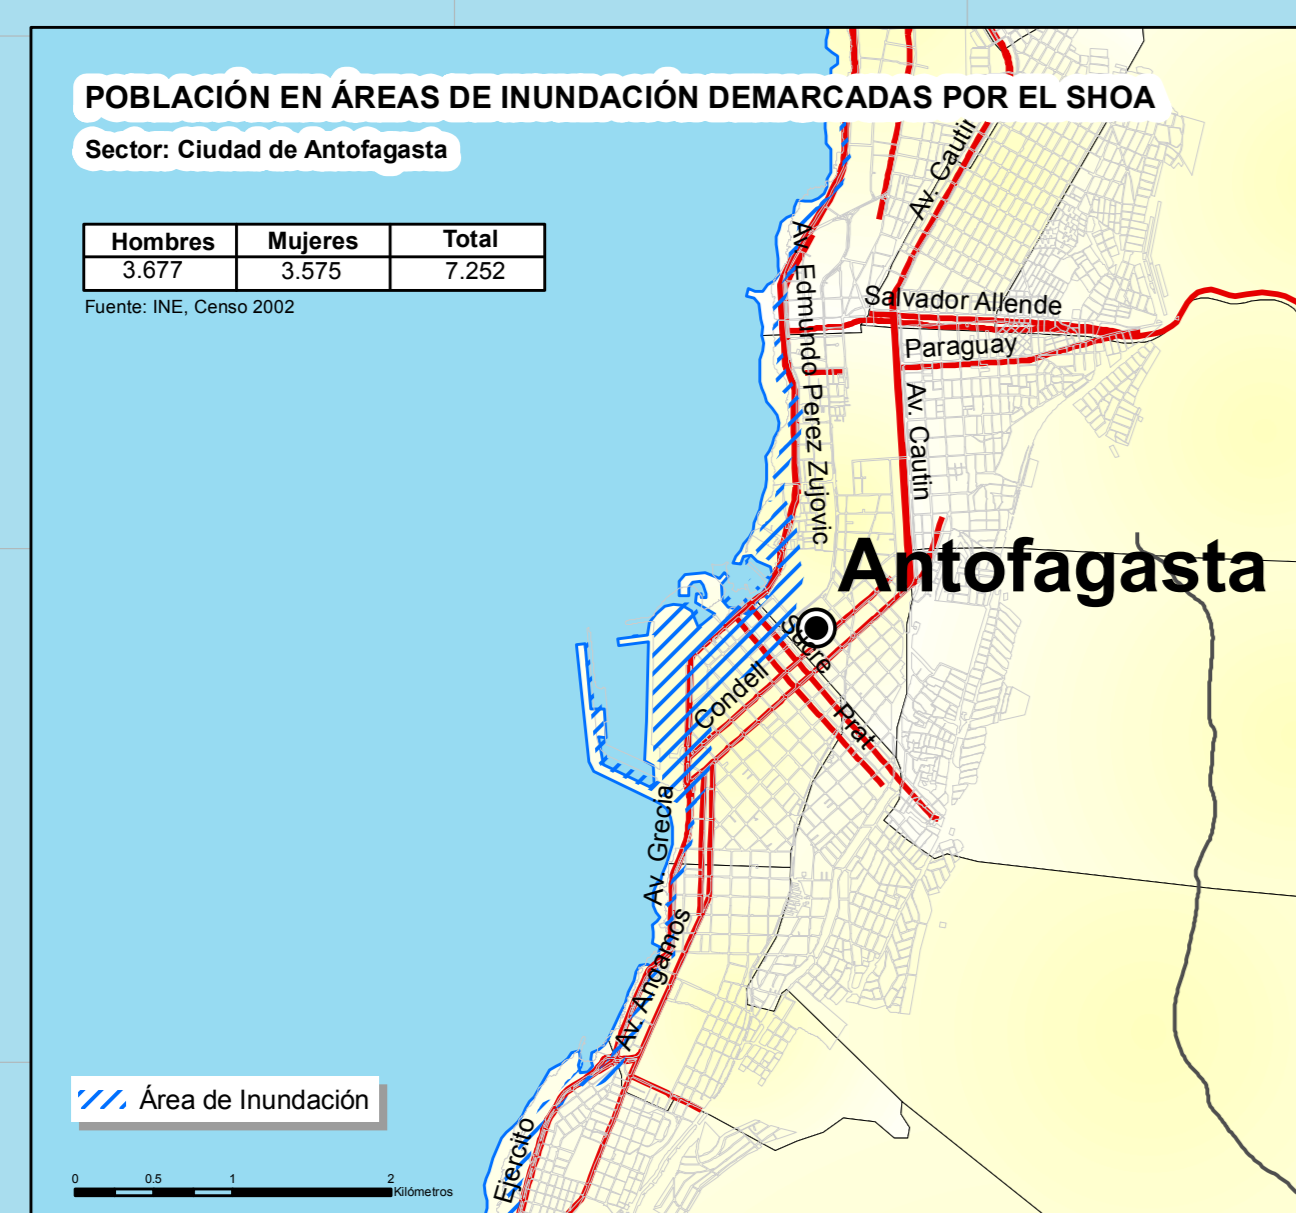 POBLACIÓN EN ÁREAS DE INUNDACIÓN DEMARCADAS POR EL SHOA
Sector: Ciudad de Antofagasta
Hombres Mujeres Total
3.677 3.575 7.252
Fuente: INE, Censo 2002
Av. Cautin
Av. Edmundo Perez Zujovic
Salvador Allende
Paraguay
Av. Cautin
Antofagasta
Sucre
Condell
Prat
Av. Grecia
Av. Angamos
Ejercito
Área de Inundación
0 0.5 1 2
Kilómetros